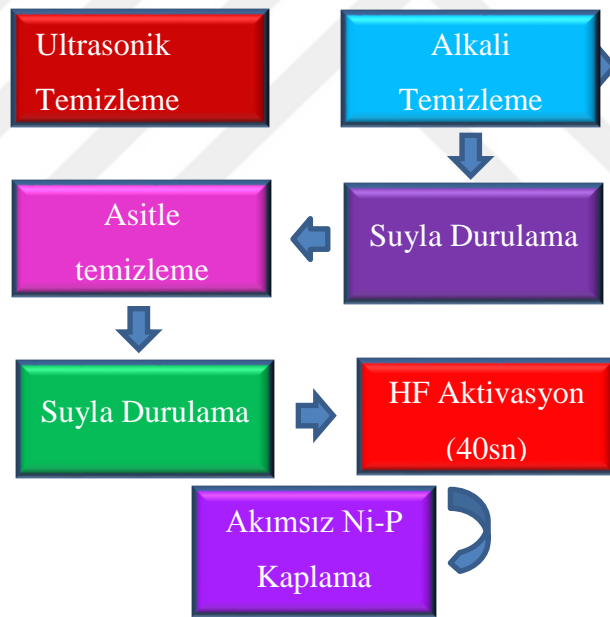 Ultrasonik
Temizleme
Alkali
Temizleme
Suyla Durulama
Asitle
temizleme
Suyla Durulama
HF Aktivasyon
(40sn)
Akımsız Ni-P
Kaplama